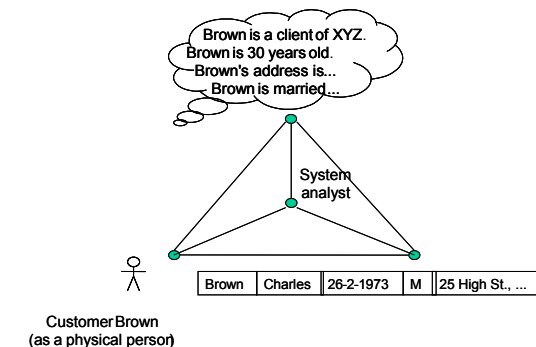 Brown is a client of XYZ.
Brown is 30 years old.
Brown's address is...
Brown is married...
System
analyst
Brown Charles 26-2-1973 M 25 High St., ...
Customer Brown
(as a physical person)